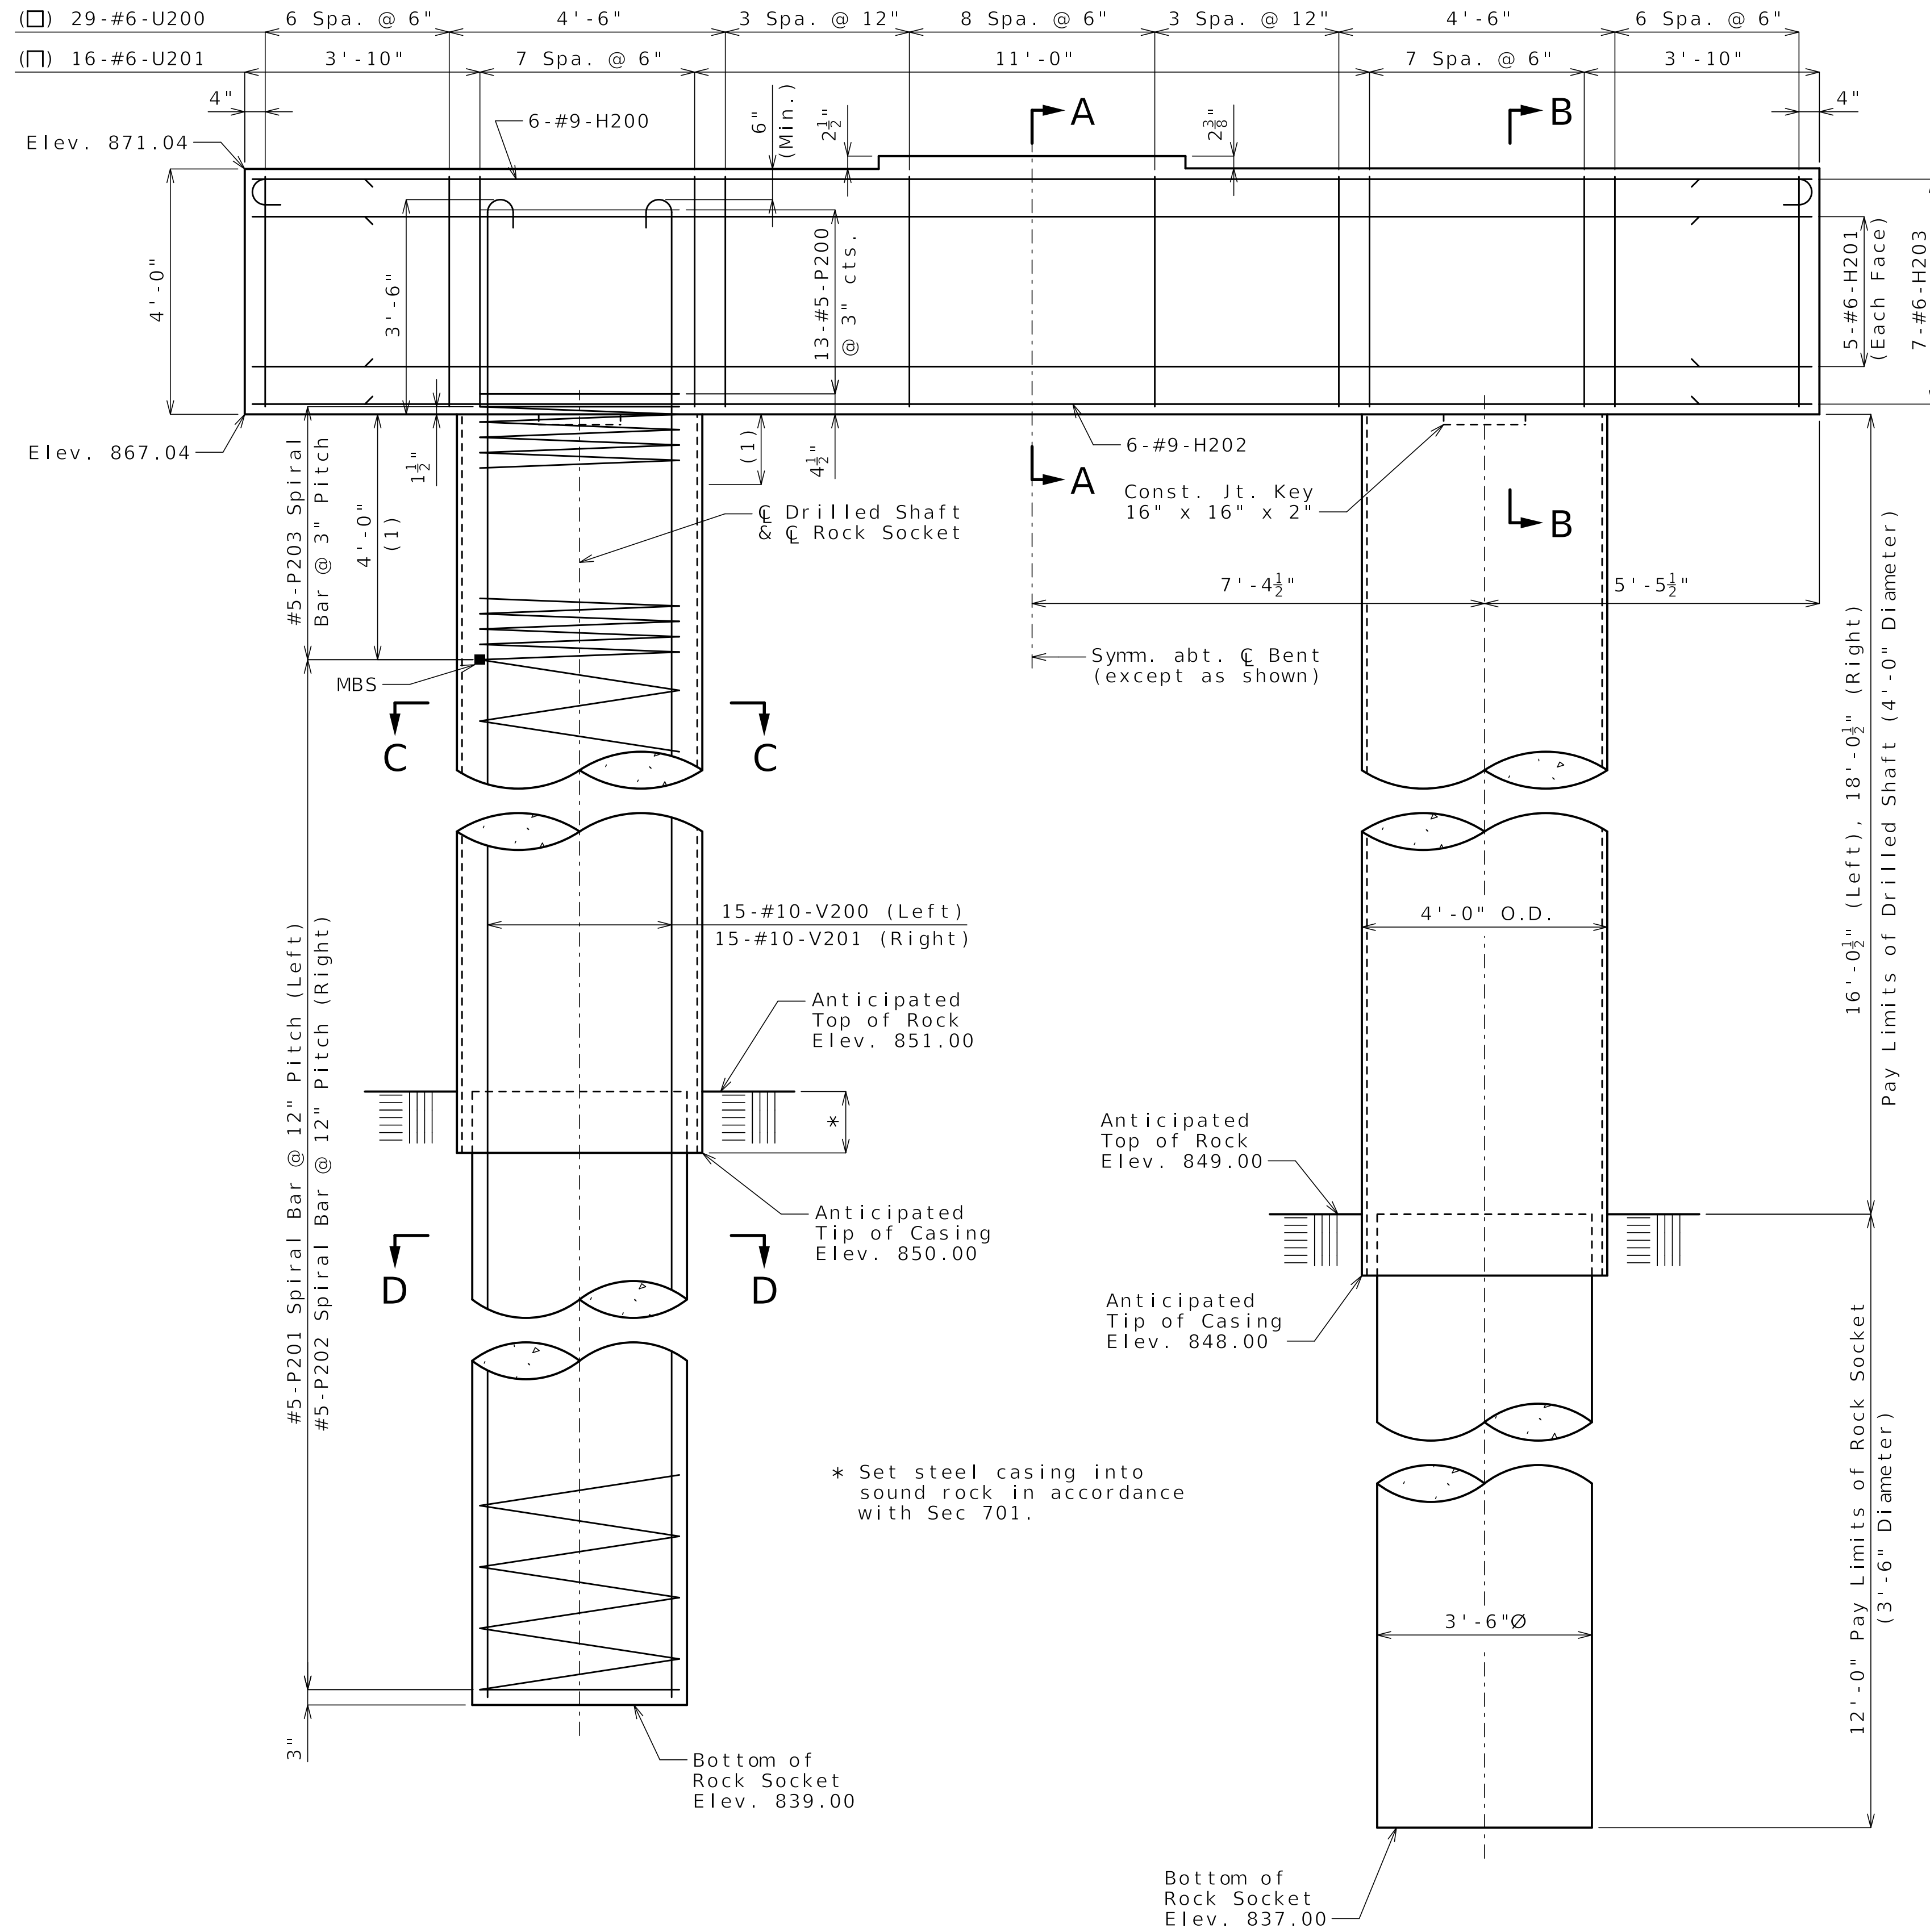 (□) 29-#6-U200
6 Spa. @ 6"
4'-6"
3 Spa. @ 12"
8 Spa. @ 6"
3 Spa. @ 12"
4'-6"
6 Spa. @ 6"
(⊓) 16-#6-U201
3'-10"
7 Spa. @ 6"
11'-0"
7 Spa. @ 6"
3'-10"
4"
6"
(Min.)
2½"
2⅜"
4"
A
B
6-#9-H200
Elev. 871.04
4'-0"
3'-6"
13-#5-P200
@ 3" cts.
5-#6-H201
(Each Face)
7-#6-H203
Elev. 867.04
1½"
(1)
4½"
6-#9-H202
A
B
Const. Jt. Key
16" x 16" x 2"
#5-P203 Spiral
Bar @ 3" Pitch
4'-0"
(1)
℄ Drilled Shaft
& ℄ Rock Socket
7'-4½"
5'-5½"
Symm. abt. ℄ Bent
(except as shown)
MBS
C
C
16'-0½" (Left), 18'-0½" (Right)
Pay Limits of Drilled Shaft (4'-0" Diameter)
15-#10-V200 (Left)
15-#10-V201 (Right)
4'-0" O.D.
#5-P201 Spiral Bar @ 12" Pitch (Left)
#5-P202 Spiral Bar @ 12" Pitch (Right)
Anticipated
Top of Rock
Elev. 851.00
*
Anticipated
Top of Rock
Elev. 849.00
Anticipated
Tip of Casing
Elev. 850.00
D
D
Anticipated
Tip of Casing
Elev. 848.00
* Set steel casing into
sound rock in accordance
with Sec 701.
12'-0" Pay Limits of Rock Socket
(3'-6" Diameter)
3'-6"Ø
3"
Bottom of
Rock Socket
Elev. 839.00
Bottom of
Rock Socket
Elev. 837.00